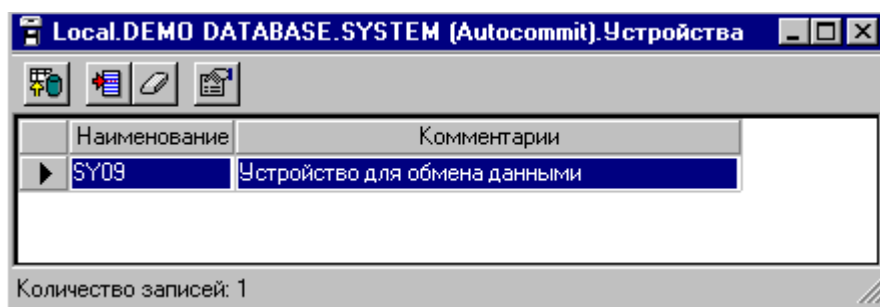 Local.DEMO DATABASE.SYSTEM (Autocommit).Устройства
Наименование Комментарии
SY09 Устройство для обмена данными
Количество записей: 1